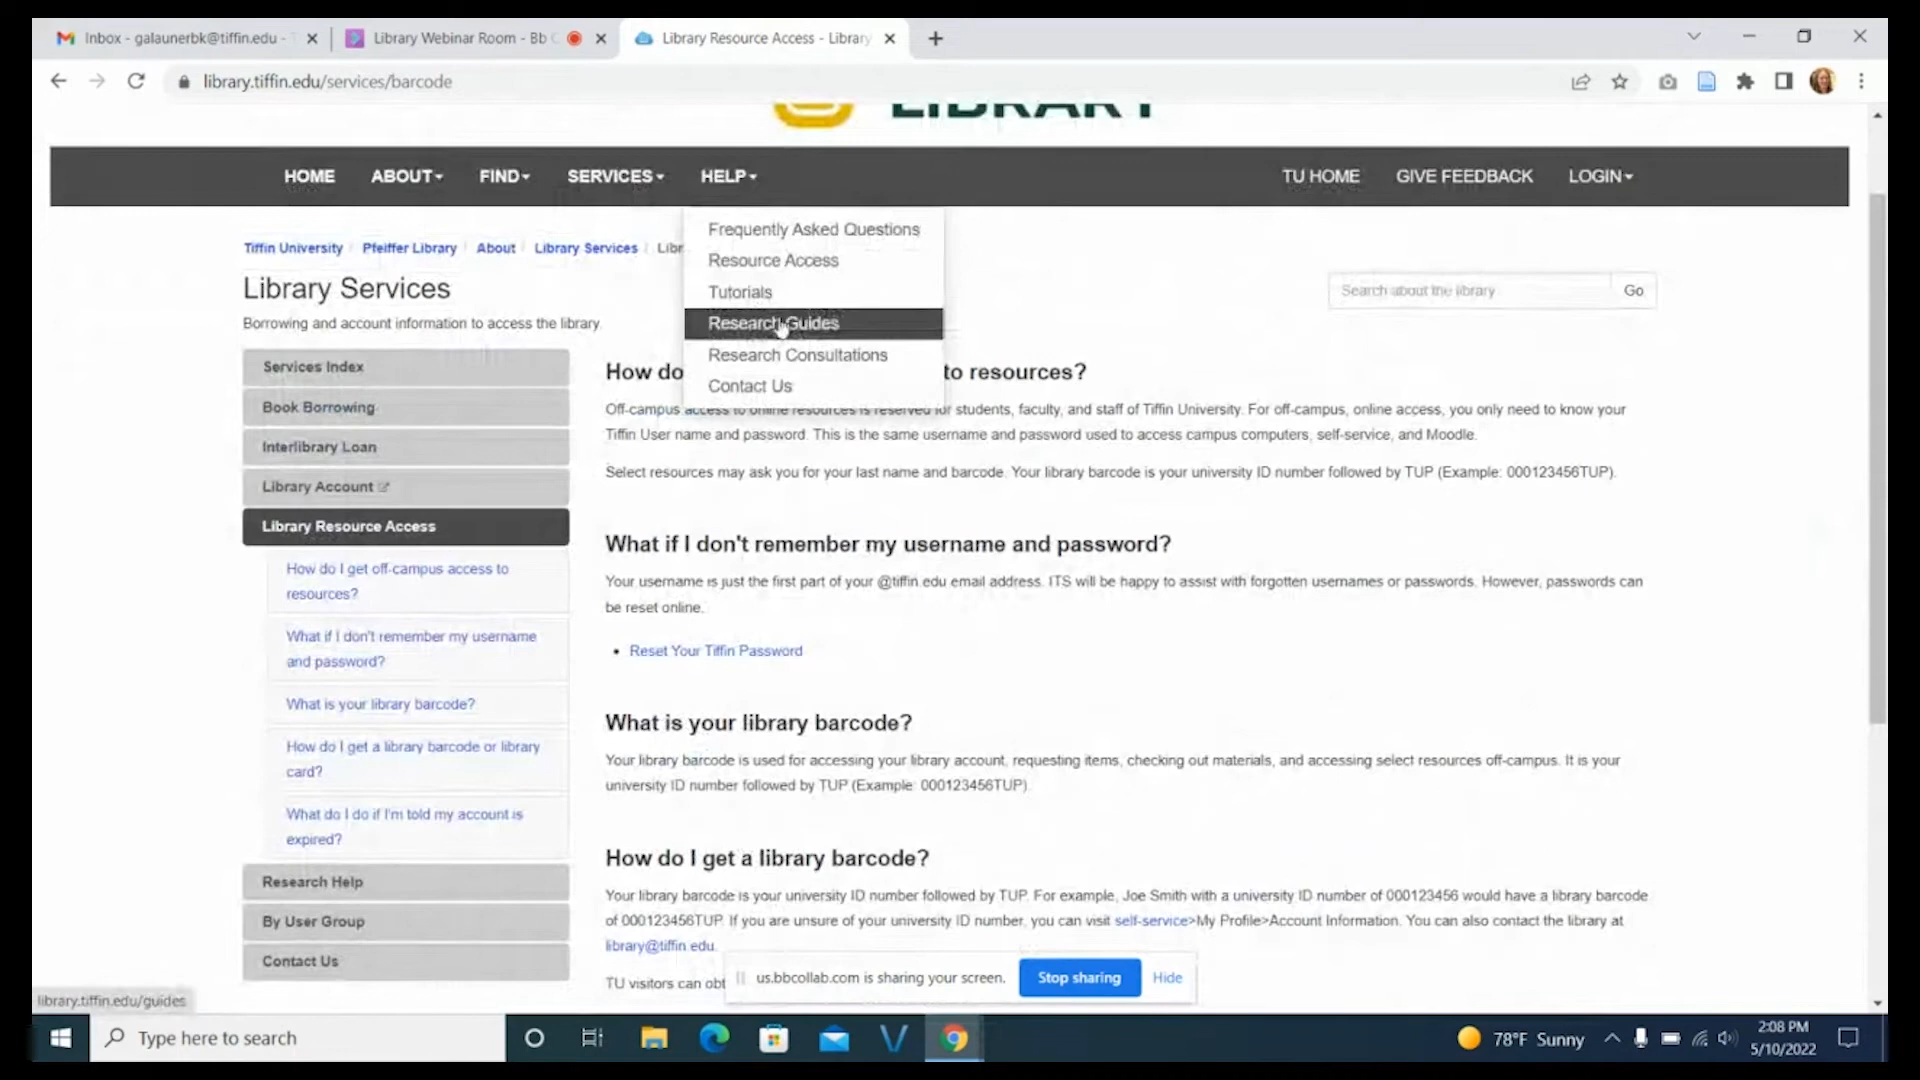 Inbox - galaunerbk@tiffin.edu -
Library Webinar Room - Bb C
Library Resource Access - Library
library.tiffin.edu/services/barcode
LIBRARY
HOME ABOUT FIND SERVICES HELP TU HOME GIVE FEEDBACK LOGIN
Frequently Asked Questions
Resource Access
Tutorials
Research Guides
Research Consultations
Contact Us
Tiffin University Pfeiffer Library About Library Services Libr
Library Services
Borrowing and account information to access the library
Search about the library Go
Services Index
Book Borrowing
Interlibrary Loan
Library Account
Library Resource Access
How do I get off-campus access to
resources?
What if I don't remember my username
and password?
What is your library barcode?
How do I get a library barcode or library
card?
What do I do if I'm told my account is
expired?
Research Help
By User Group
Contact Us
How do to resources?
Off-campus access to online resources is reserved for students, faculty, and staff of Tiffin University. For off-campus, online access, you only need to know your
Tiffin User name and password. This is the same username and password used to access campus computers, self-service, and Moodle.
Select resources may ask you for your last name and barcode. Your library barcode is your university ID number followed by TUP (Example: 000123456TUP).
What if I don't remember my username and password?
Your username is just the first part of your @tiffin.edu email address. ITS will be happy to assist with forgotten usernames or passwords. However, passwords can
be reset online.
• Reset Your Tiffin Password
What is your library barcode?
Your library barcode is used for accessing your library account, requesting items, checking out materials, and accessing select resources off-campus. It is your
university ID number followed by TUP (Example: 000123456TUP).
How do I get a library barcode?
Your library barcode is your university ID number followed by TUP. For example, Joe Smith with a university ID number of 000123456 would have a library barcode
of 000123456TUP. If you are unsure of your university ID number, you can visit self-service>My Profile>Account Information. You can also contact the library at
library@tiffin.edu.
TU visitors can obt
us.bbcollab.com is sharing your screen. Stop sharing Hide
library.tiffin.edu/guides
Type here to search
78°F Sunny
2:08 PM
5/10/2022